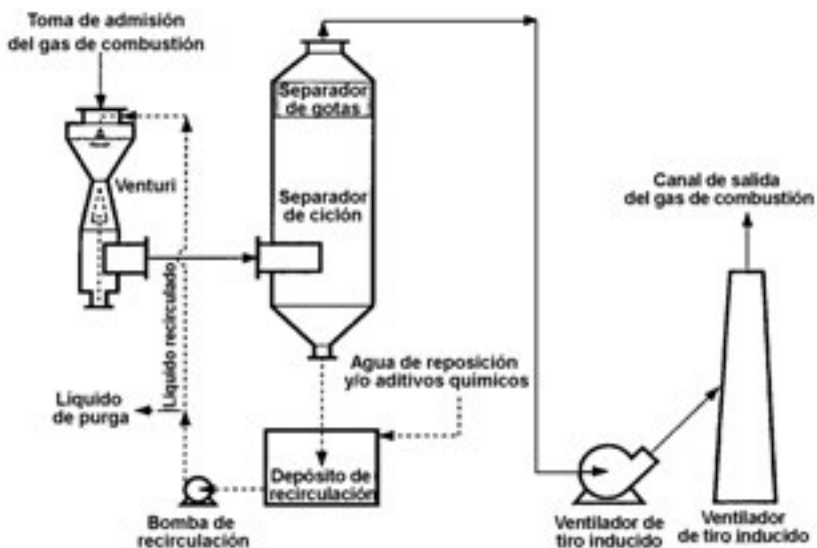 Toma de admisión
del gas de combustión
Separador
de gotas
Venturi
Separador
de ciclón
Canal de salida
del gas de combustión
Líquido recirculado
Agua de reposición
y/o aditivos químicos
Líquido
de purga
Depósito de
recirculación
Bomba de
recirculación
Ventilador de
tiro inducido
Ventilador
de tiro inducido